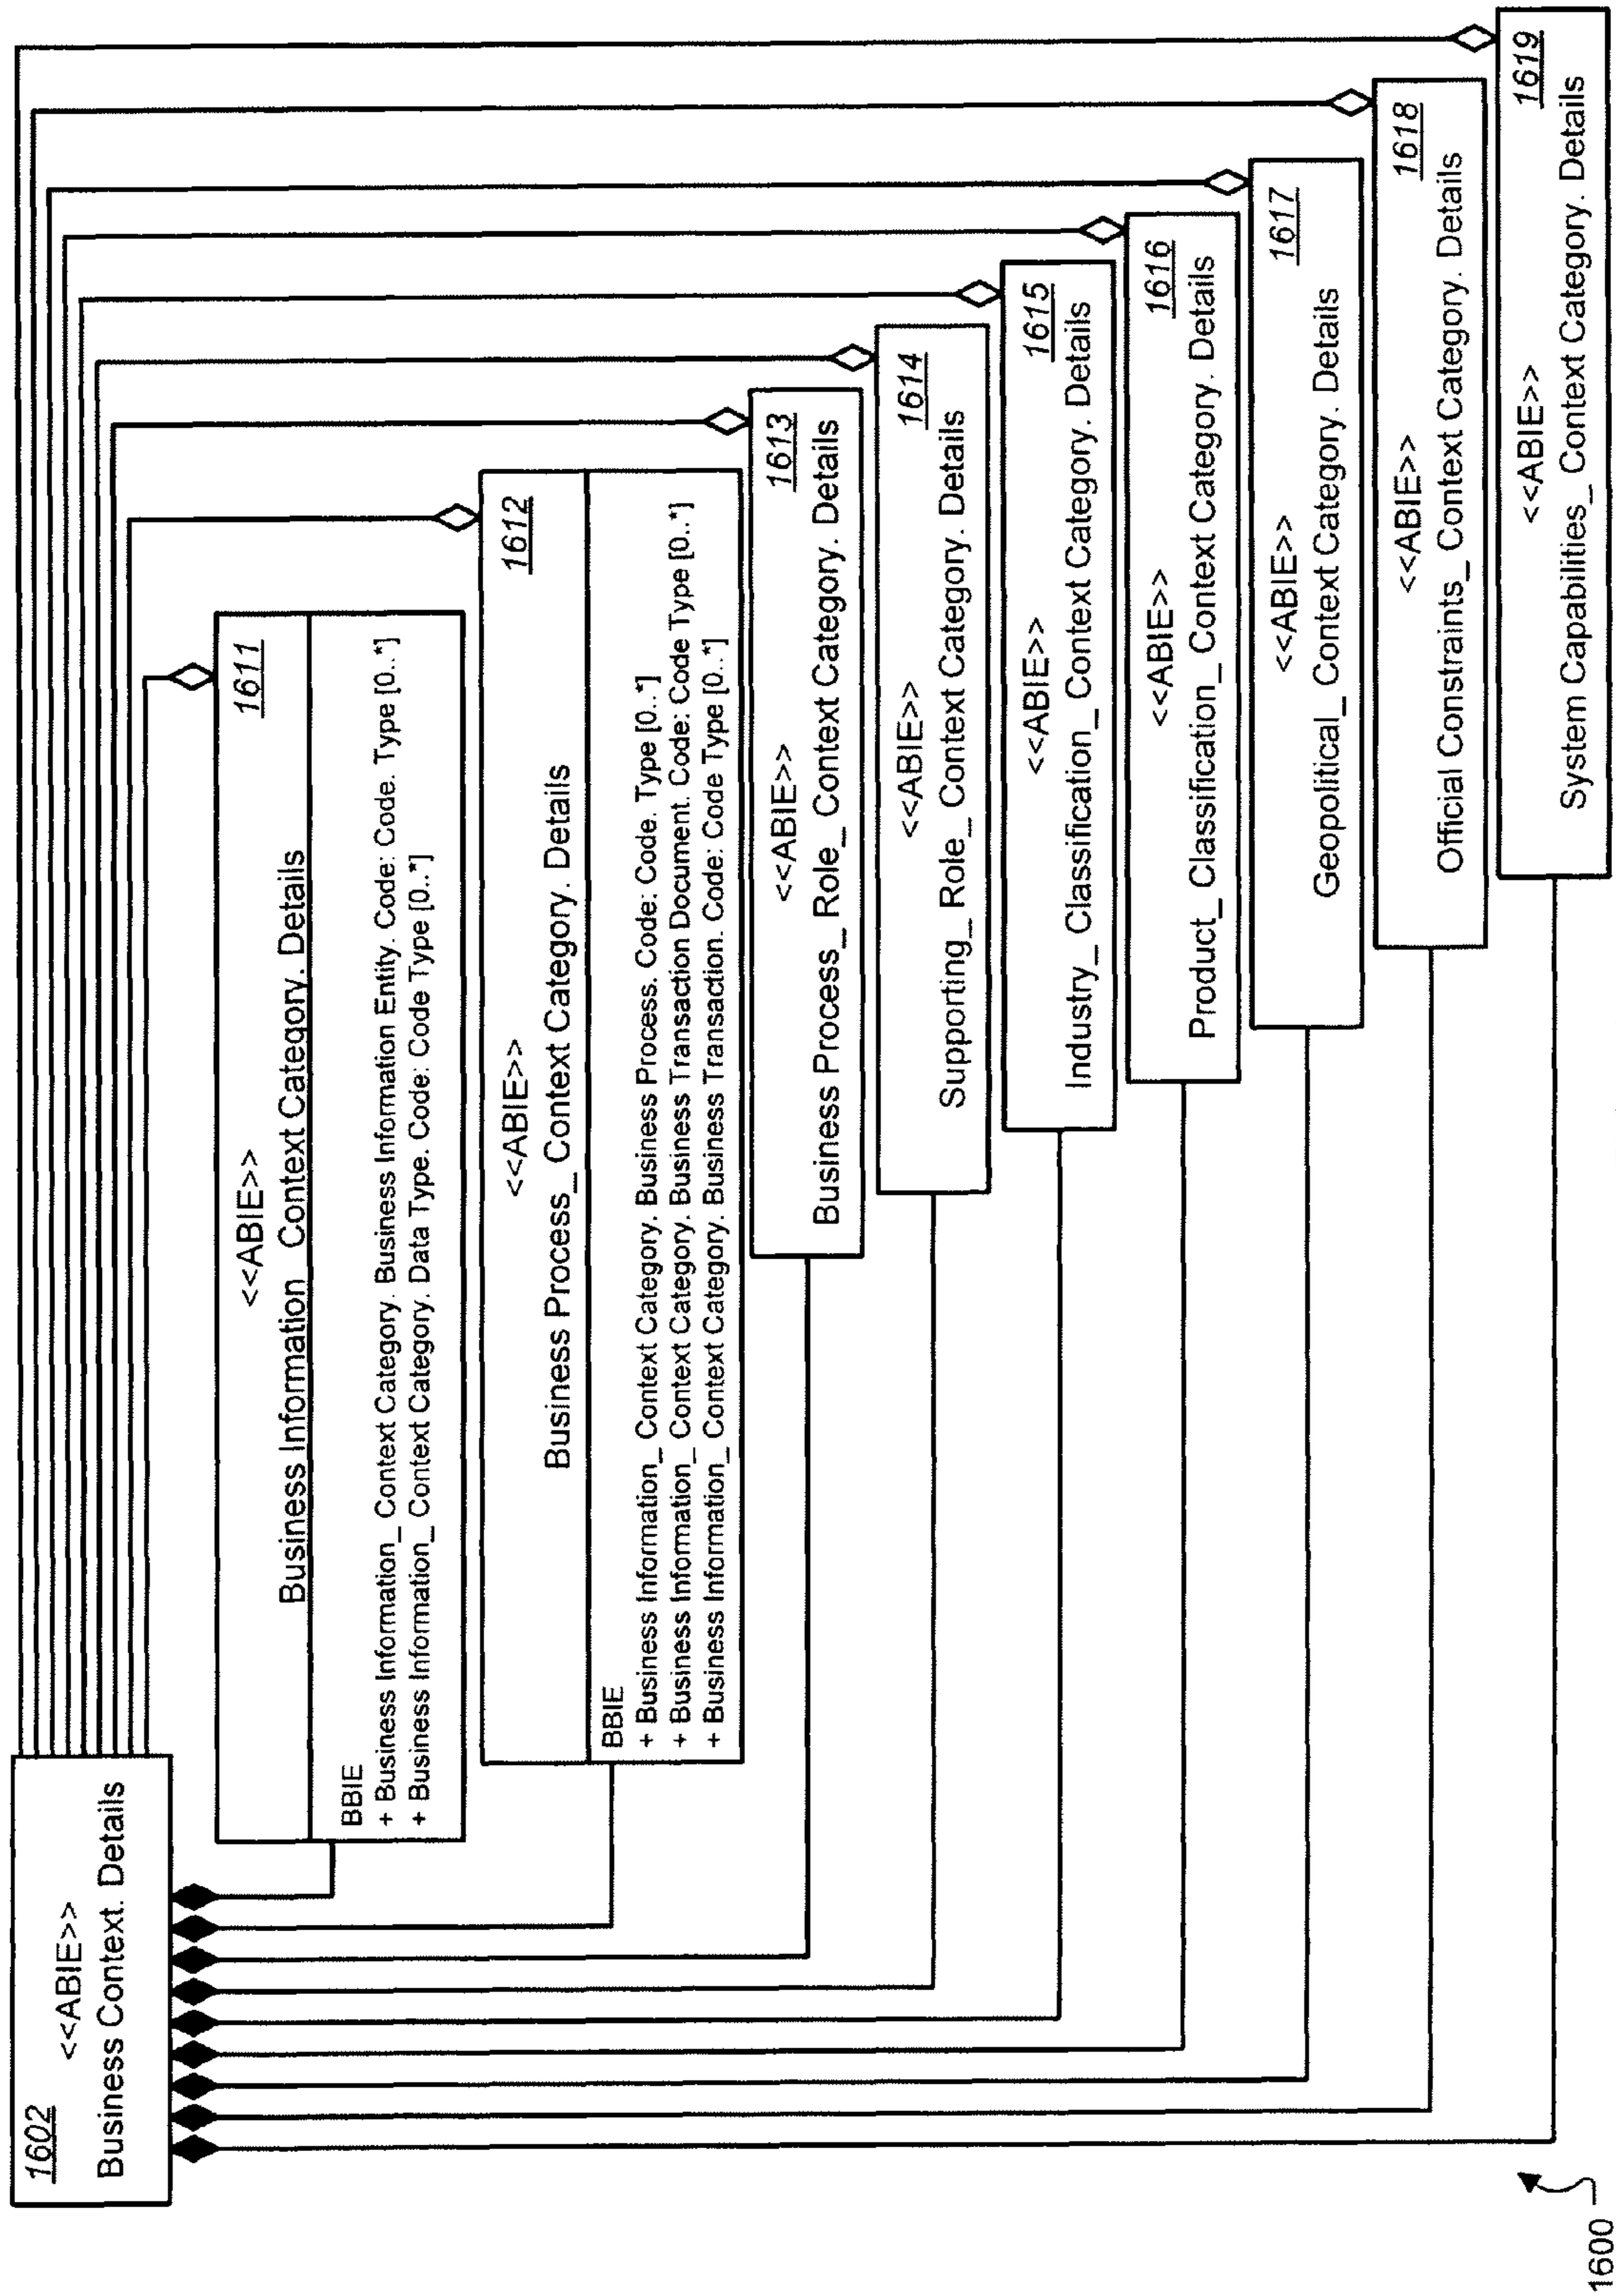 1602
<<ABIE>>
Business Context. Details
1611
<<ABIE>>
Business Information_ Context Category. Details
BBIE
+ Business Information_ Context Category. Business Information Entity. Code: Code. Type [0..*]
+ Business Information_ Context Category. Data Type. Code: Code Type [0..*]
1612
<<ABIE>>
Business Process_ Context Category. Details
BBIE
+ Business Information_ Context Category. Business Process. Code: Code. Type [0..*]
+ Business Information_ Context Category. Business Transaction Document. Code: Code Type [0..*]
+ Business Information_ Context Category. Business Transaction. Code: Code Type [0..*]
1613
<<ABIE>>
Business Process_ Role_ Context Category. Details
1614
<<ABIE>>
Supporting_ Role_ Context Category. Details
1615
<<ABIE>>
Industry_ Classification_ Context Category. Details
1616
<<ABIE>>
Product_ Classification_ Context Category. Details
1617
<<ABIE>>
Geopolitical_ Context Category. Details
1618
<<ABIE>>
Official Constraints_ Context Category. Details
1619
<<ABIE>>
System Capabilities_ Context Category. Details
1600